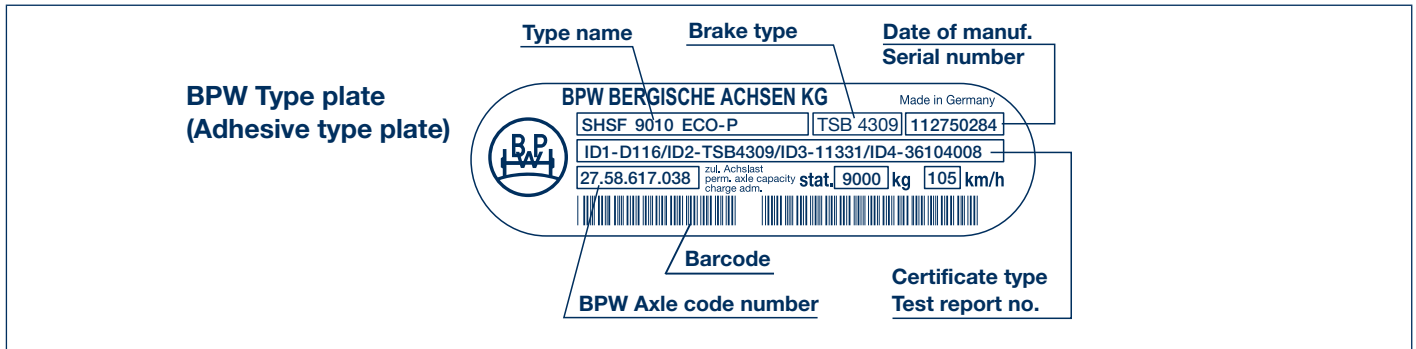 Type name
Brake type
Date of manuf.
Serial number
BPW Type plate
(Adhesive type plate)
BPW BERGISCHE ACHSEN KG
Made in Germany
BPW
SHSF 9010 ECO-P
TSB 4309
112750284
ID1-D116/ID2-TSB4309/ID3-11331/ID4-36104008
27.58.617.038
zul. Achslast
perm. axle capacity
charge adm.
stat. 9000 kg 105 km/h
Barcode
BPW Axle code number
Certificate type
Test report no.